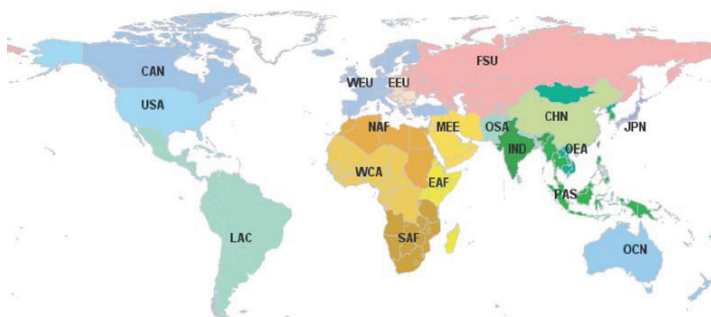 FSU
CAN
WEU
EEU
USA
CHN
NAF
MEE
OSA
JPN
IND
OEA
WCA
EAF
PAS
LAC
SAF
OCN